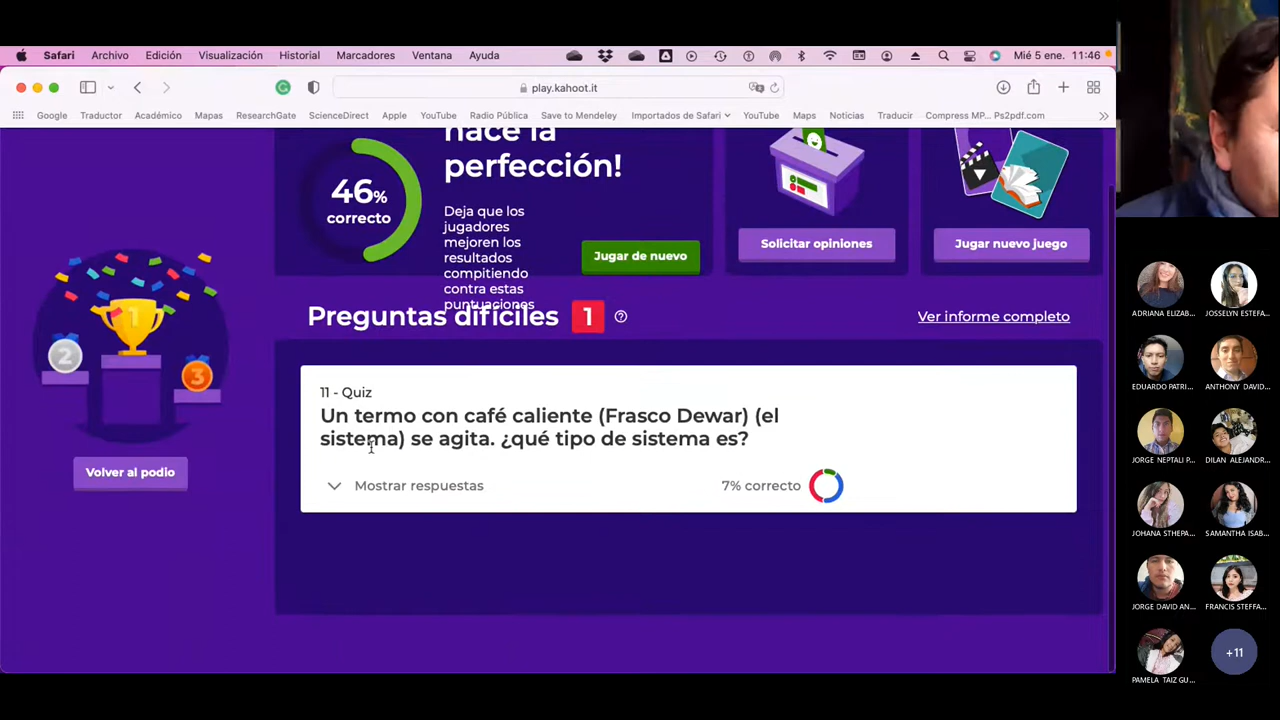 Safari Archivo Edición Visualización Historial Marcadores Ventana Ayuda Mié 5 ene. 11:46
play.kahoot.it
Google Traductor Académico Mapas ResearchGate ScienceDirect Apple YouTube Radio Pública Save to Mendeley Importados de Safari YouTube Maps Noticias Traducir Compress MP... Ps2pdf.com
hace la
perfección!
46%
correcto
Deja que los
jugadores
mejoren los
resultados
compitiendo
contra estas
puntuaciones
Jugar de nuevo
Solicitar opiniones
Jugar nuevo juego
Preguntas difíciles 1
Ver informe completo
1
2
3
Volver al podio
11 - Quiz
Un termo con café caliente (Frasco Dewar) (el
sistema) se agita. ¿qué tipo de sistema es?
Mostrar respuestas
7% correcto
ADRIANA ELIZAB...
JOSSELYN ESTEFA...
EDUARDO PATRI...
ANTHONY DAVID...
JORGE NEPTALI P...
DILAN ALEJANDR...
JOHANA STHEPA...
SAMANTHA ISAB...
JORGE DAVID AN...
FRANCIS STEFFA...
PAMELA TAIZ GU...
+11